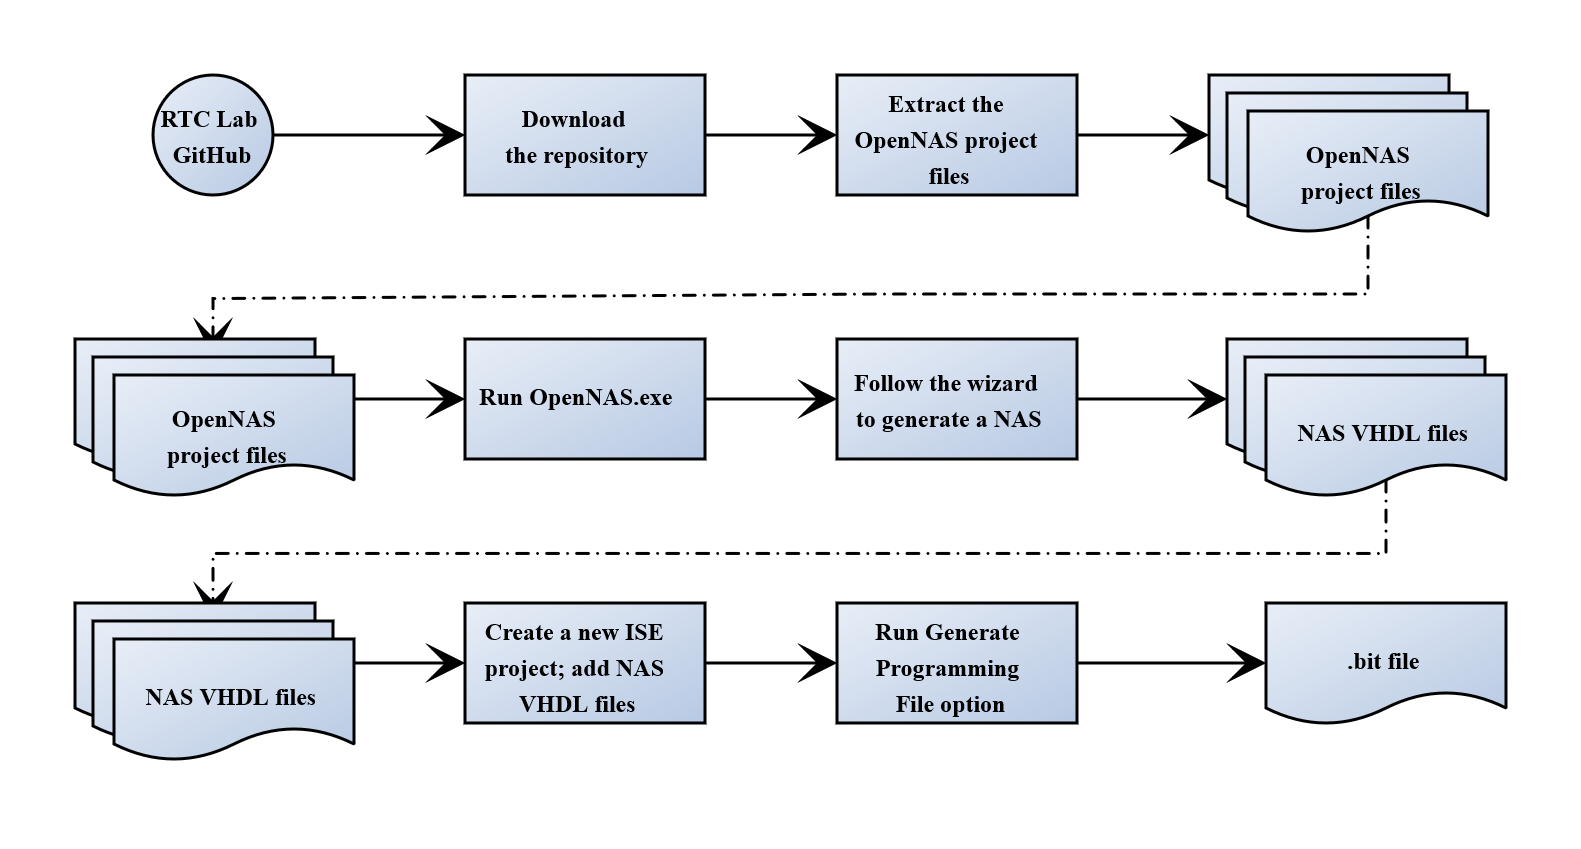 RTC Lab
GitHub
Download
the repository
Extract the
OpenNAS project
files
OpenNAS
project files
OpenNAS
project files
Run OpenNAS.exe
Follow the wizard
to generate a NAS
NAS VHDL files
NAS VHDL files
Create a new ISE
project; add NAS
VHDL files
Run Generate
Programming
File option
.bit file